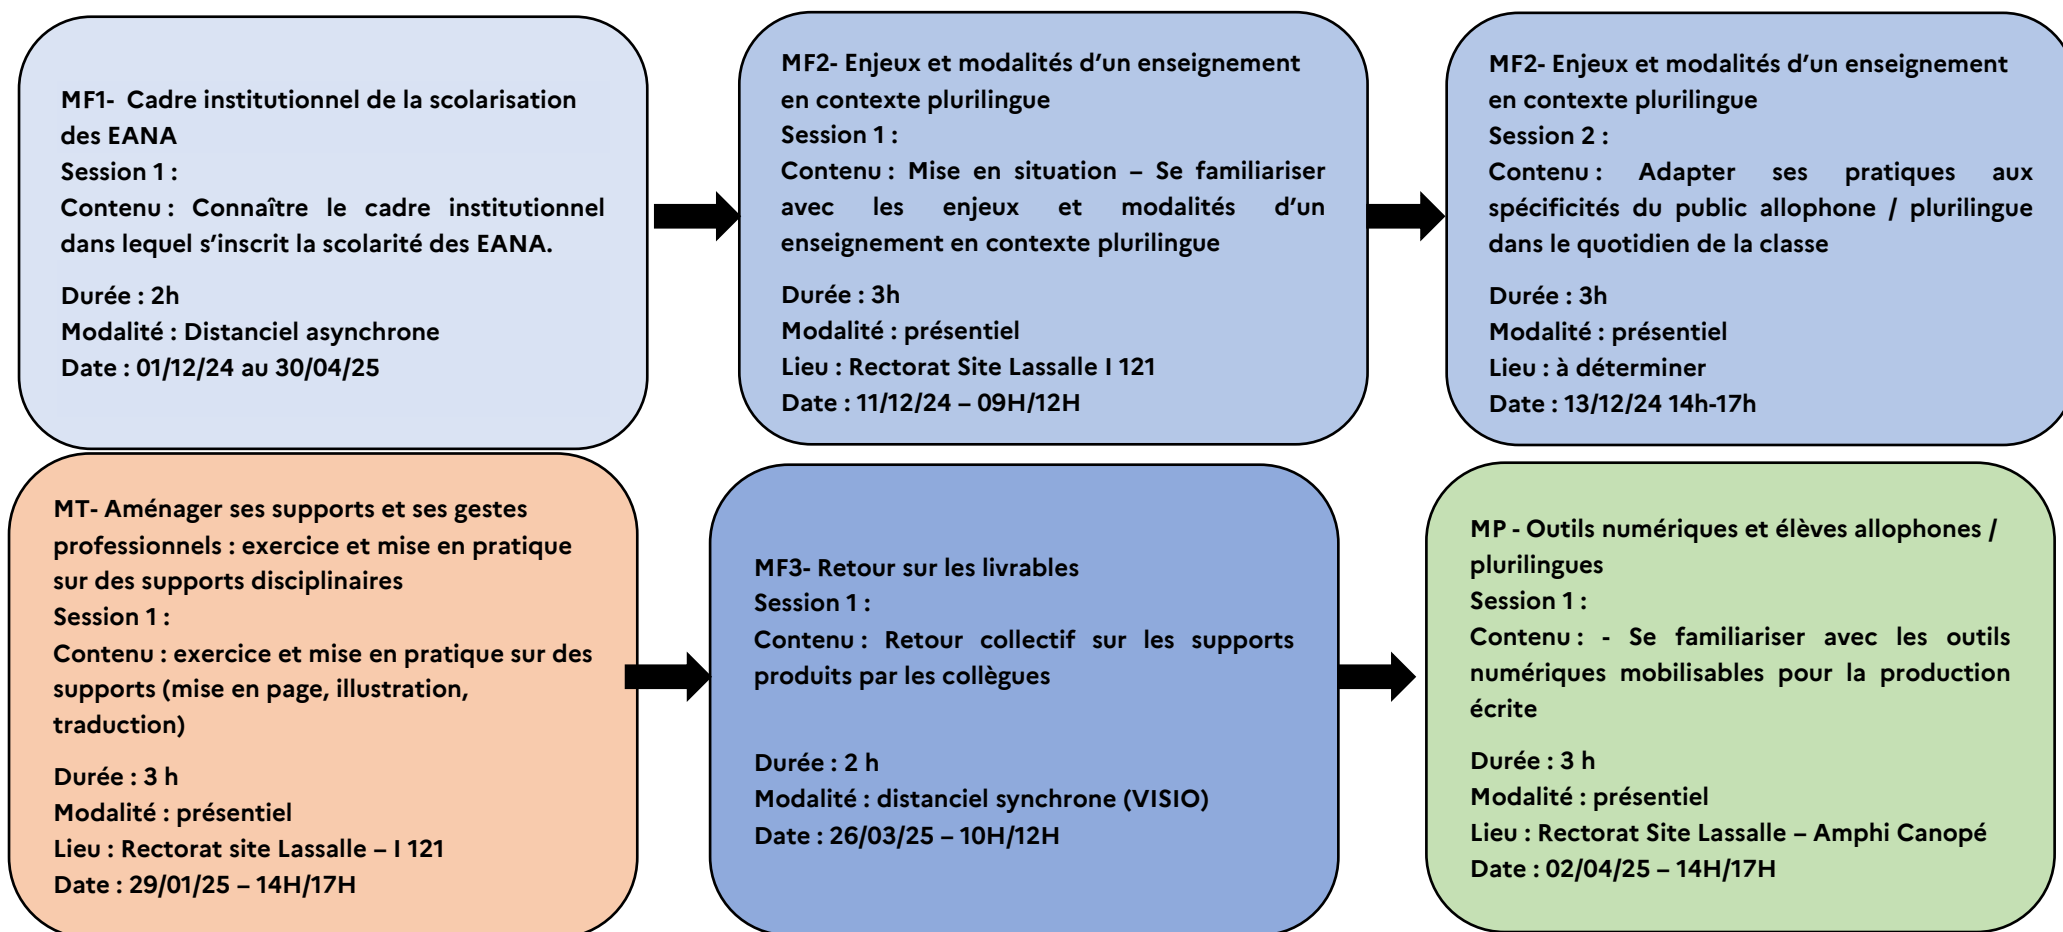 MF1- Cadre institutionnel de la scolarisation
des EANA
Session 1 :
Contenu : Connaître le cadre institutionnel
dans lequel s’inscrit la scolarité des EANA.
Durée : 2h
Modalité : Distanciel asynchrone
Date : 01/12/24 au 30/04/25
MF2- Enjeux et modalités d’un enseignement
en contexte plurilingue
Session 1 :
Contenu : Mise en situation – Se familiariser
avec les enjeux et modalités d’un
enseignement en contexte plurilingue
Durée : 3h
Modalité : présentiel
Lieu : Rectorat Site Lassalle I 121
Date : 11/12/24 – 09H/12H
MF2- Enjeux et modalités d’un enseignement
en contexte plurilingue
Session 2 :
Contenu : Adapter ses pratiques aux
spécificités du public allophone / plurilingue
dans le quotidien de la classe
Durée : 3h
Modalité : présentiel
Lieu : à déterminer
Date : 13/12/24 14h-17h
MT- Aménager ses supports et ses gestes
professionnels : exercice et mise en pratique
sur des supports disciplinaires
Session 1 :
Contenu : exercice et mise en pratique sur des
supports (mise en page, illustration,
traduction)
Durée : 3 h
Modalité : présentiel
Lieu : Rectorat site Lassalle – I 121
Date : 29/01/25 – 14H/17H
MF3- Retour sur les livrables
Session 1 :
Contenu : Retour collectif sur les supports
produits par les collègues
Durée : 2 h
Modalité : distanciel synchrone (VISIO)
Date : 26/03/25 – 10H/12H
MP - Outils numériques et élèves allophones /
plurilingues
Session 1 :
Contenu : - Se familiariser avec les outils
numériques mobilisables pour la production
écrite
Durée : 3 h
Modalité : présentiel
Lieu : Rectorat Site Lassalle – Amphi Canopé
Date : 02/04/25 – 14H/17H